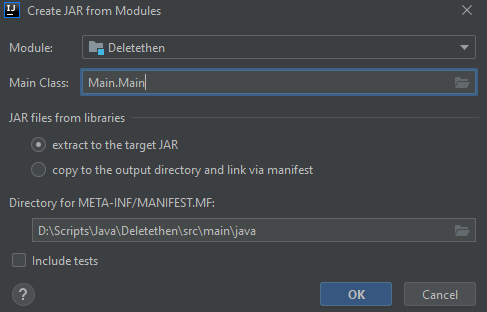 Create JAR from Modules
Module: Deletethen
Main Class: Main.Main
JAR files from libraries
extract to the target JAR
copy to the output directory and link via manifest
Directory for META-INF/MANIFEST.MF:
D:\Scripts\Java\Deletethen\src\main\java
Include tests
? OK Cancel